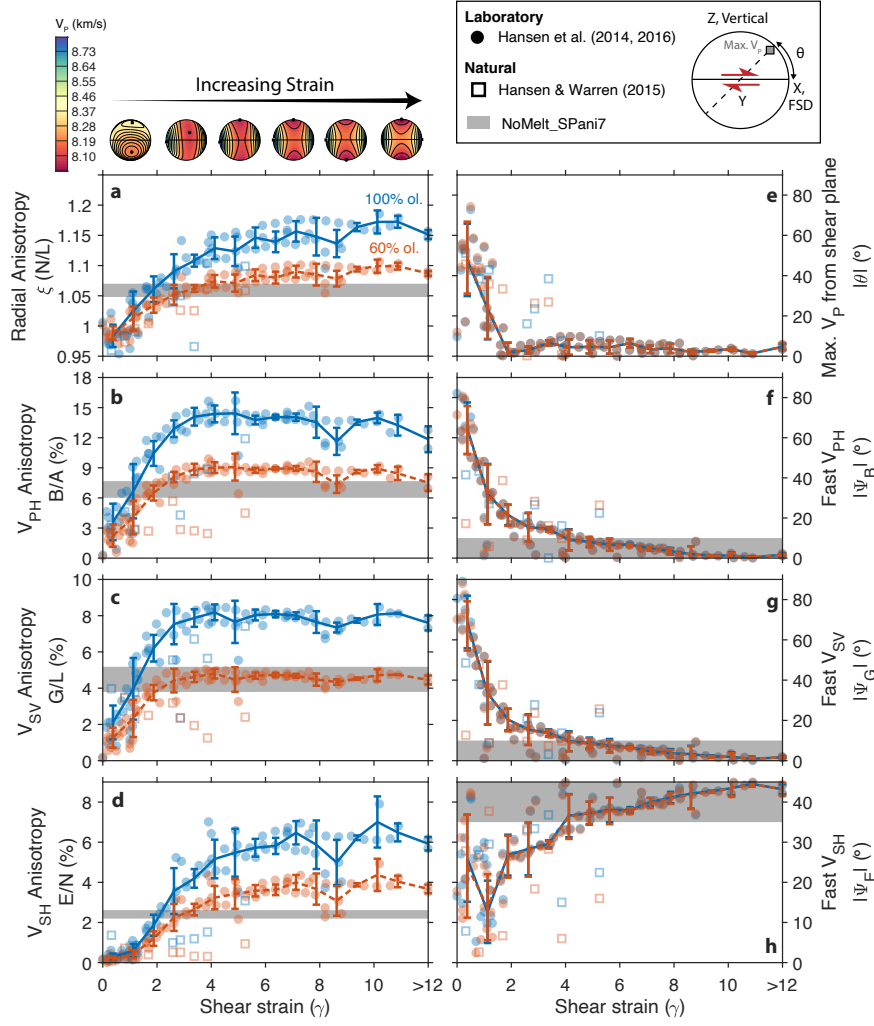 V_P (km/s)
8.73
8.64
8.55
8.46
8.37
8.28
8.18
8.10
Increasing Strain
Laboratory
Hansen et al. (2014, 2016)
Natural
Hansen & Warren (2015)
NoMelt_SPani7
Z, Vertical
Max. V_P
θ
X,
FSD
Y
a
100% ol.
60% ol.
Radial Anisotropy
ξ (N/L)
1.2
1.15
1.1
1.05
1
0.95
e
Max. V_P from shear plane
|θ| (º)
80
60
40
20
0
b
V_PH Anisotropy
B/A (%)
18
15
12
9
6
3
0
f
Fast V_PH
|Ψ_B| (º)
80
60
40
20
0
c
V_SV Anisotropy
G/L (%)
10
8
6
4
2
0
g
Fast V_SV
|Ψ_G| (º)
80
60
40
20
0
d
V_SH Anisotropy
E/N (%)
8
6
4
2
0
h
Fast V_SH
|Ψ_E| (º)
40
30
20
10
0
0 2 4 6 8 10 >12
Shear strain (γ)
0 2 4 6 8 10 >12
Shear strain (γ)